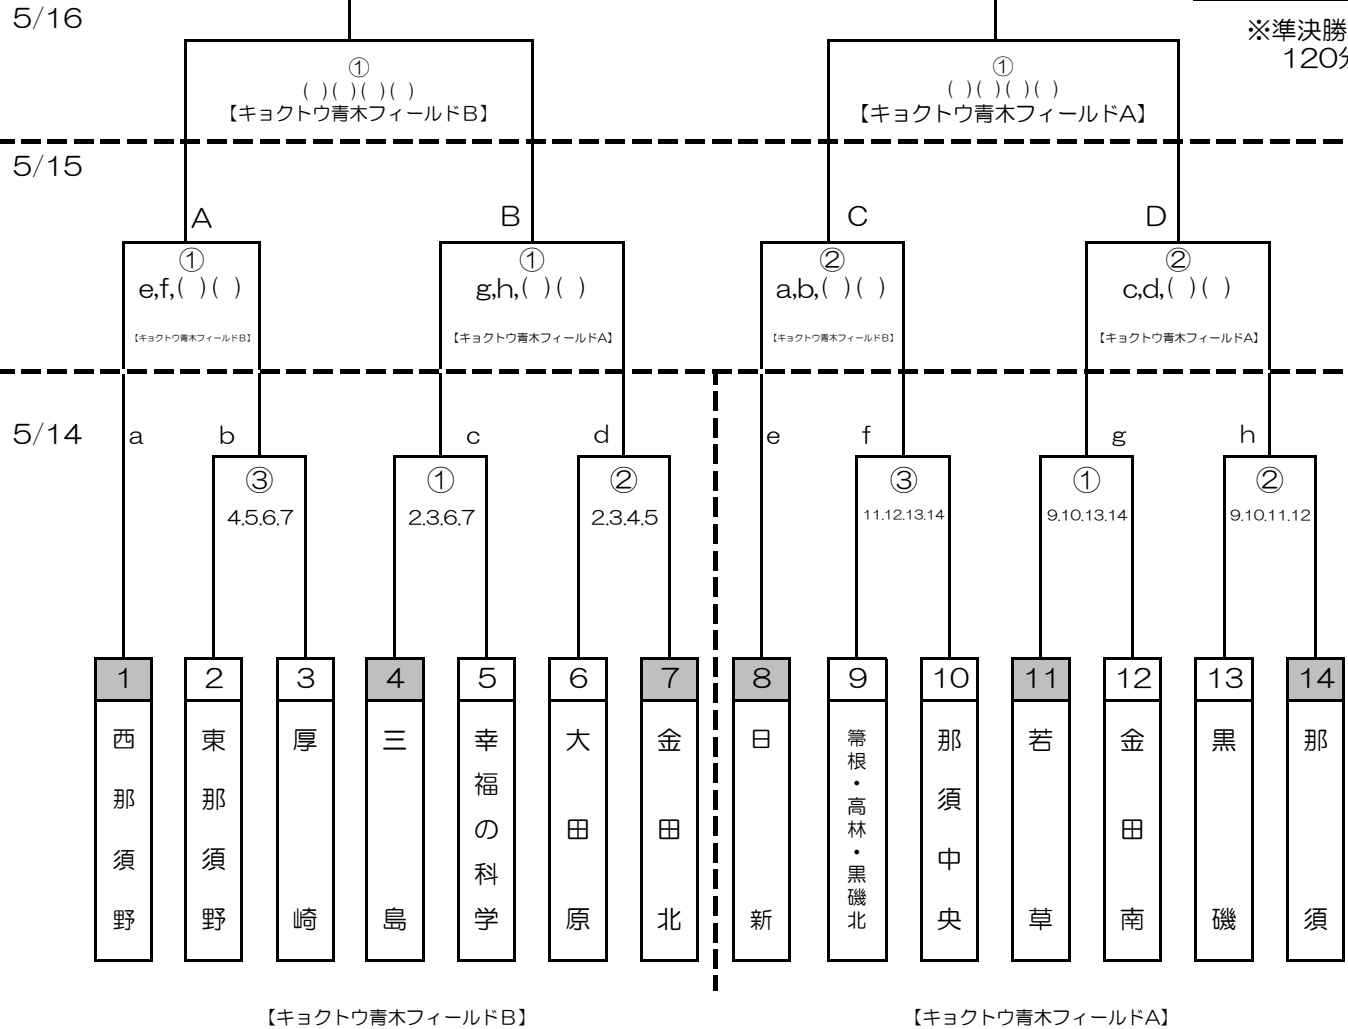 5/16
※準決勝
120分
①
( )( )( )( )
【キョクトウ青木フィールドB】
①
( )( )( )( )
【キョクトウ青木フィールドA】
5/15
A
B
C
D
①
e,f,( )( )
【キョクトウ青木フィールドB】
①
g,h,( )( )
【キョクトウ青木フィールドA】
②
a,b,( )( )
【キョクトウ青木フィールドB】
②
c,d,( )( )
【キョクトウ青木フィールドA】
5/14
a
b
c
d
e
f
g
h
③
4.5.6.7
①
2.3.6.7
②
2.3.4.5
③
11.12.13.14
①
9.10.13.14
②
9.10.11.12
1
西那須野
2
東那須野
3
厚崎
4
三島
5
幸福の科学
6
大田原
7
金田北
8
日新
9
箒根・高林・黒磯北
10
那須中央
11
若草
12
金田南
13
黒磯
14
那須
【キョクトウ青木フィールドB】
【キョクトウ青木フィールドA】